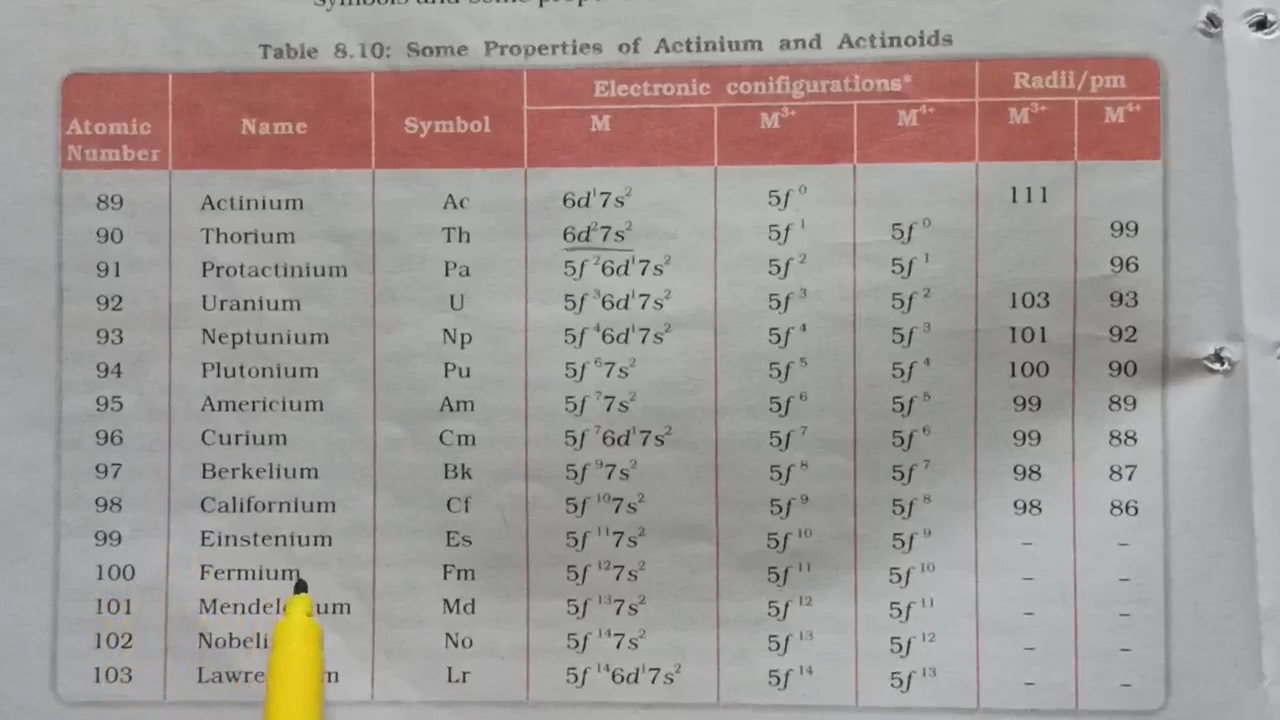 symbols and some
Table 8.10: Some Properties of Actinium and Actinoids
Electronic conifigurations* Radii/pm
Atomic Number Name Symbol M M³⁺ M⁴⁺ M³⁺ M⁴⁺
89 Actinium Ac 6d¹7s² 5f⁰ 111
90 Thorium Th 6d²7s² 5f¹ 5f⁰ 99
91 Protactinium Pa 5f²6d¹7s² 5f² 5f¹ 96
92 Uranium U 5f³6d¹7s² 5f³ 5f² 103 93
93 Neptunium Np 5f⁴6d¹7s² 5f⁴ 5f³ 101 92
94 Plutonium Pu 5f⁶7s² 5f⁵ 5f⁴ 100 90
95 Americium Am 5f⁷7s² 5f⁶ 5f⁵ 99 89
96 Curium Cm 5f⁷6d¹7s² 5f⁷ 5f⁶ 99 88
97 Berkelium Bk 5f⁹7s² 5f⁸ 5f⁷ 98 87
98 Californium Cf 5f¹⁰7s² 5f⁹ 5f⁸ 98 86
99 Einstenium Es 5f¹¹7s² 5f¹⁰ 5f⁹ – –
100 Fermium Fm 5f¹²7s² 5f¹¹ 5f¹⁰ – –
101 Md 5f¹³7s² 5f¹² 5f¹¹ – –
102 No 5f¹⁴7s² 5f¹³ 5f¹² – –
103 Lr 5f¹⁴6d¹7s² 5f¹⁴ 5f¹³ – –